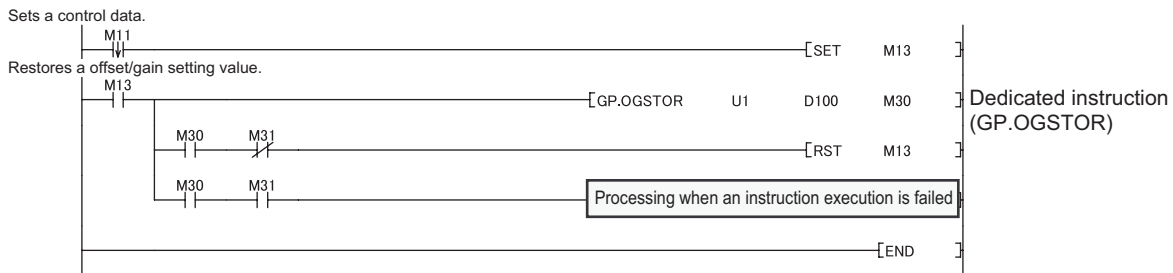 Sets a control data.
M11
[SET M13 ]
Restores a offset/gain setting value.
M13
[GP.OGSTOR U1 D100 M30 ]
Dedicated instruction
(GP.OGSTOR)
M30 M31
[RST M13 ]
M30 M31
Processing when an instruction execution is failed ]
[END ]